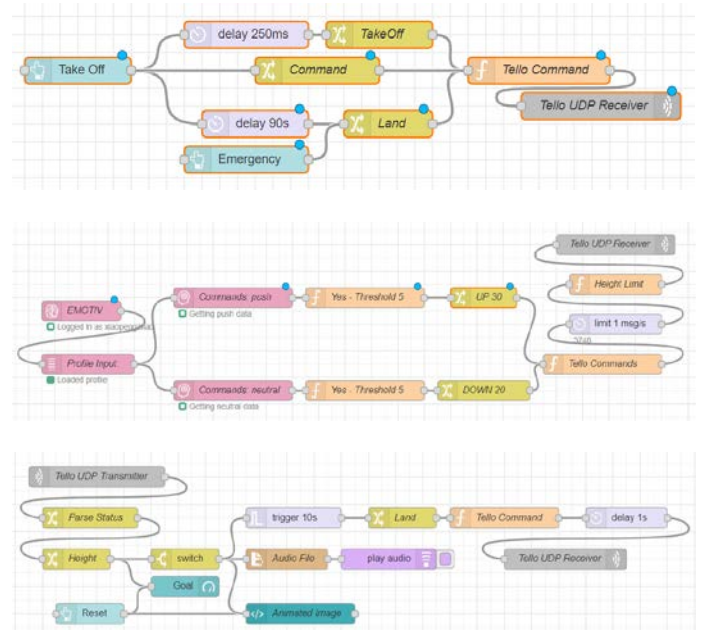 delay 250ms
TakeOff
Take Off
Command
Tello Command
delay 90s
Land
Tello UDP Receiver
Emergency
Tello UDP Receiver
EMOTIV
Commands: push
Yes - Threshold 5
UP 30
Height Limit
Logged in as
Getting push data
limit 1 msg/s
Profile Input:
Tello Commands
Loaded profile
Commands: neutral
Yes - Threshold 5
DOWN 20
Getting neutral data
Tello UDP Transmitter
Parse Status
trigger 10s
Land
Tello Command
delay 1s
Height
switch
Audio File
play audio
Tello UDP Receiver
Goal
Reset
Animated Image